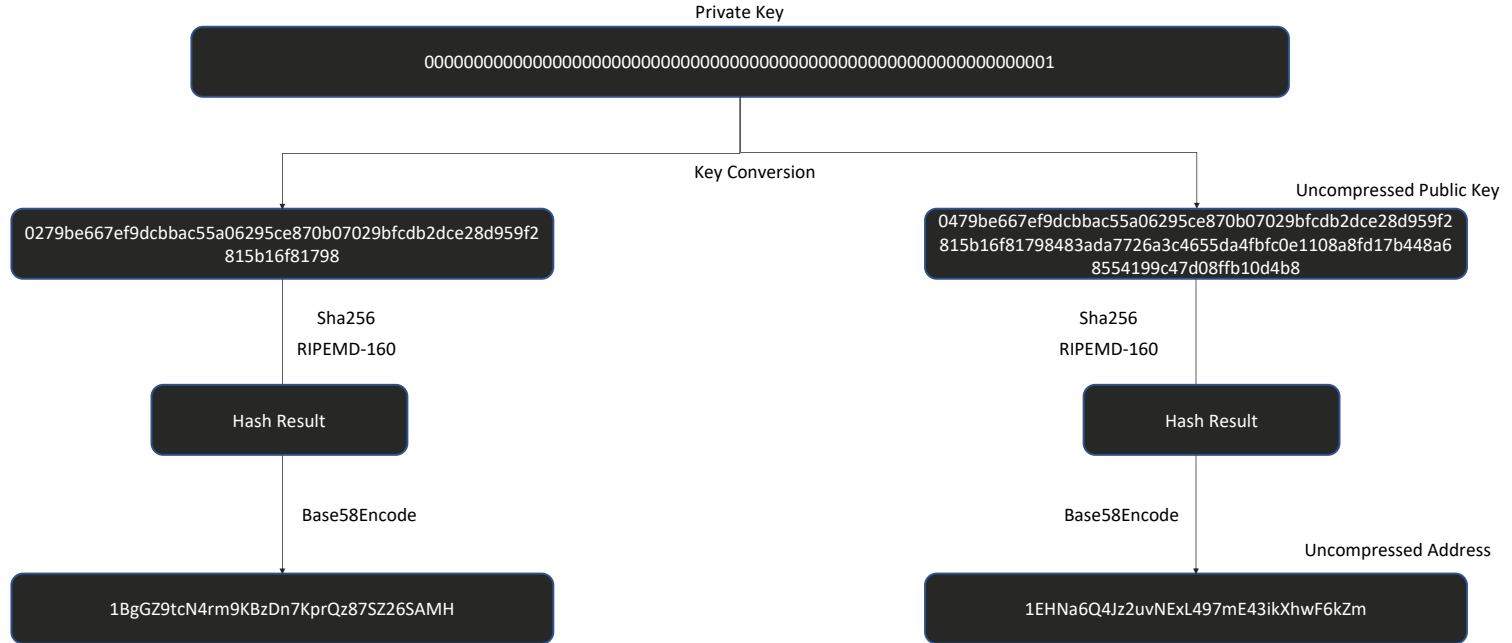 Private Key
0000000000000000000000000000000000000000000000000000000000000001
Key Conversion
Uncompressed Public Key
0279be667ef9dcbbac55a06295ce870b07029bfcdb2dce28d959f2
815b16f81798
0479be667ef9dcbbac55a06295ce870b07029bfcdb2dce28d959f2
815b16f81798483ada7726a3c4655da4fbfc0e1108a8fd17b448a6
8554199c47d08ffb10d4b8
Sha256
RIPEMD-160
Sha256
RIPEMD-160
Hash Result
Hash Result
Base58Encode
Base58Encode
Uncompressed Address
1BgGZ9tcN4rm9KBzDn7KprQz87SZ26SAMH
1EHNa6Q4Jz2uvNExL497mE43ikXhwF6kZm